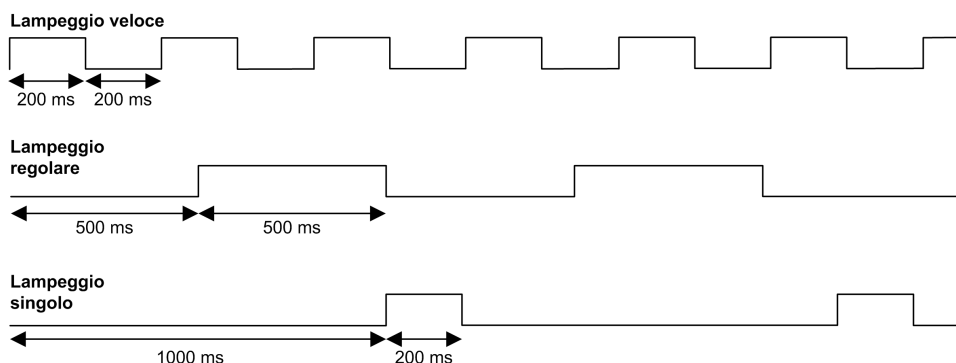 Lampeggio veloce
200 ms 200 ms
Lampeggio
regolare
500 ms 500 ms
Lampeggio
singolo
1000 ms 200 ms